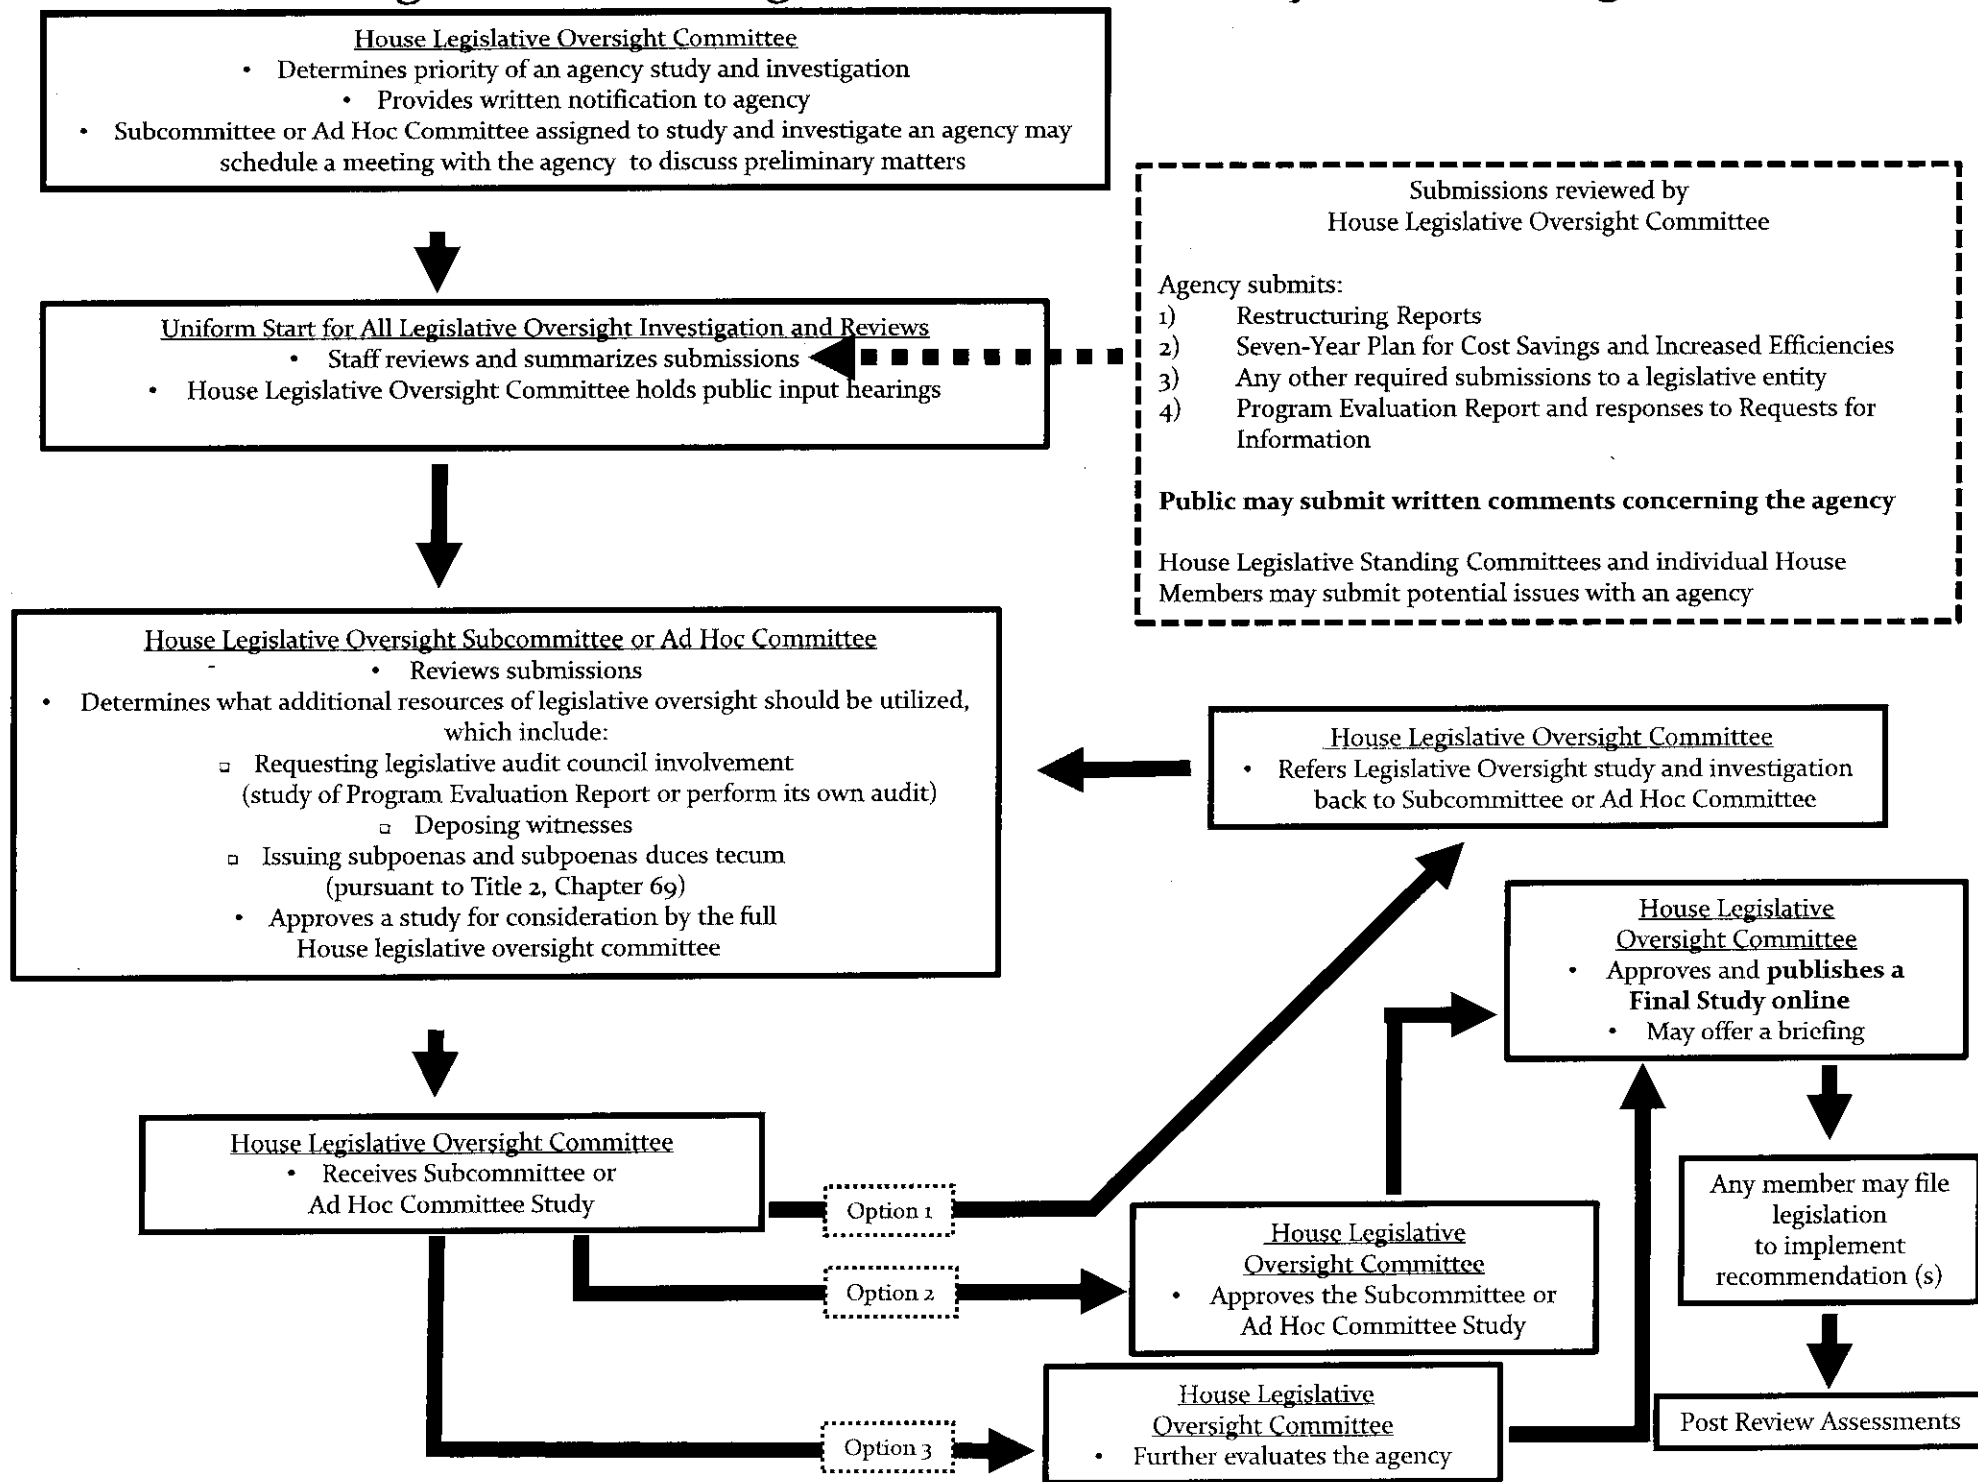 House Legislative Oversight Committee
• Determines priority of an agency study and investigation
• Provides written notification to agency
• Subcommittee or Ad Hoc Committee assigned to study and investigate an agency may
schedule a meeting with the agency to discuss preliminary matters
Submissions reviewed by
House Legislative Oversight Committee
Agency submits:
1) Restructuring Reports
2) Seven-Year Plan for Cost Savings and Increased Efficiencies
3) Any other required submissions to a legislative entity
4) Program Evaluation Report and responses to Requests for
Information
Public may submit written comments concerning the agency
House Legislative Standing Committees and individual House
Members may submit potential issues with an agency
Uniform Start for All Legislative Oversight Investigation and Reviews
• Staff reviews and summarizes submissions
• House Legislative Oversight Committee holds public input hearings
House Legislative Oversight Subcommittee or Ad Hoc Committee
• Reviews submissions
• Determines what additional resources of legislative oversight should be utilized,
which include:
▫ Requesting legislative audit council involvement
(study of Program Evaluation Report or perform its own audit)
▫ Deposing witnesses
▫ Issuing subpoenas and subpoenas duces tecum
(pursuant to Title 2, Chapter 69)
• Approves a study for consideration by the full
House legislative oversight committee
House Legislative Oversight Committee
• Refers Legislative Oversight study and investigation
back to Subcommittee or Ad Hoc Committee
House Legislative
Oversight Committee
• Approves and publishes a
Final Study online
• May offer a briefing
House Legislative Oversight Committee
• Receives Subcommittee or
Ad Hoc Committee Study
Option 1
Option 2
Option 3
House Legislative
Oversight Committee
• Approves the Subcommittee or
Ad Hoc Committee Study
House Legislative
Oversight Committee
• Further evaluates the agency
Any member may file
legislation
to implement
recommendation (s)
Post Review Assessments